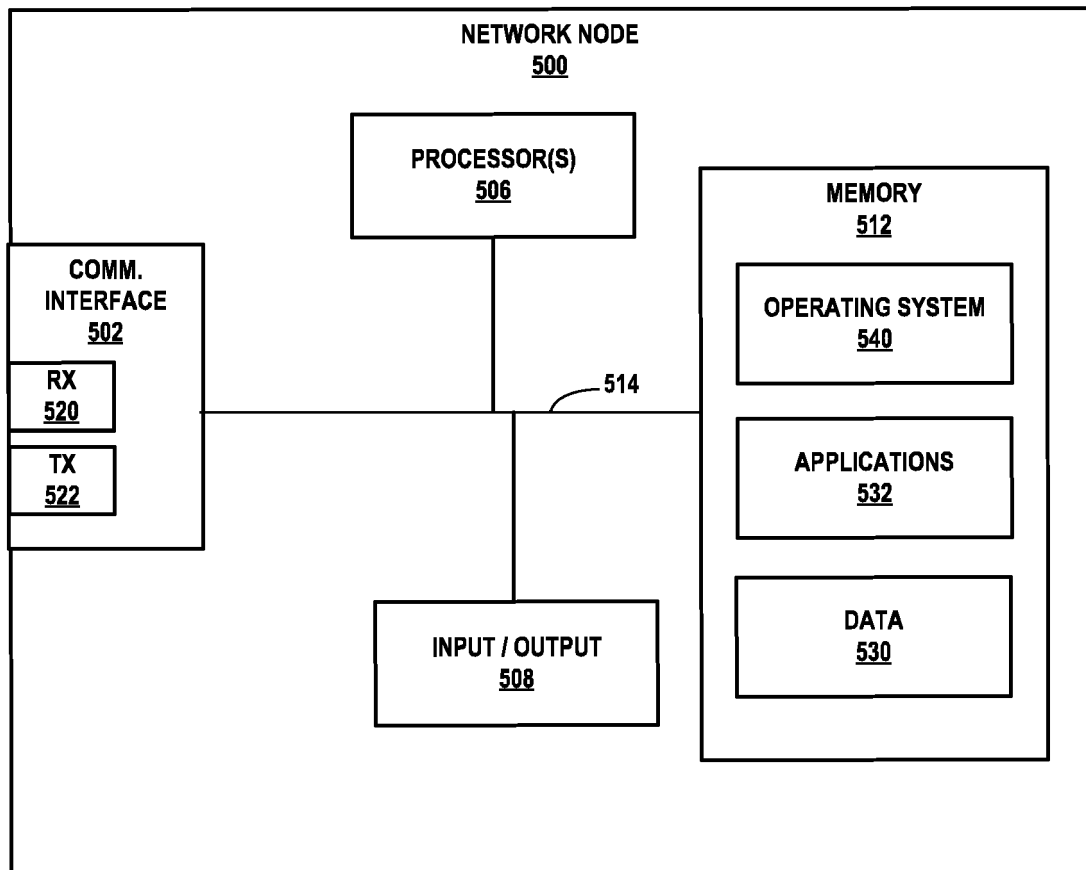 NETWORK NODE
500
PROCESSOR(S)
506
MEMORY
512
COMM.
INTERFACE
502
OPERATING SYSTEM
540
RX
520
514
TX
522
APPLICATIONS
532
INPUT / OUTPUT
508
DATA
530